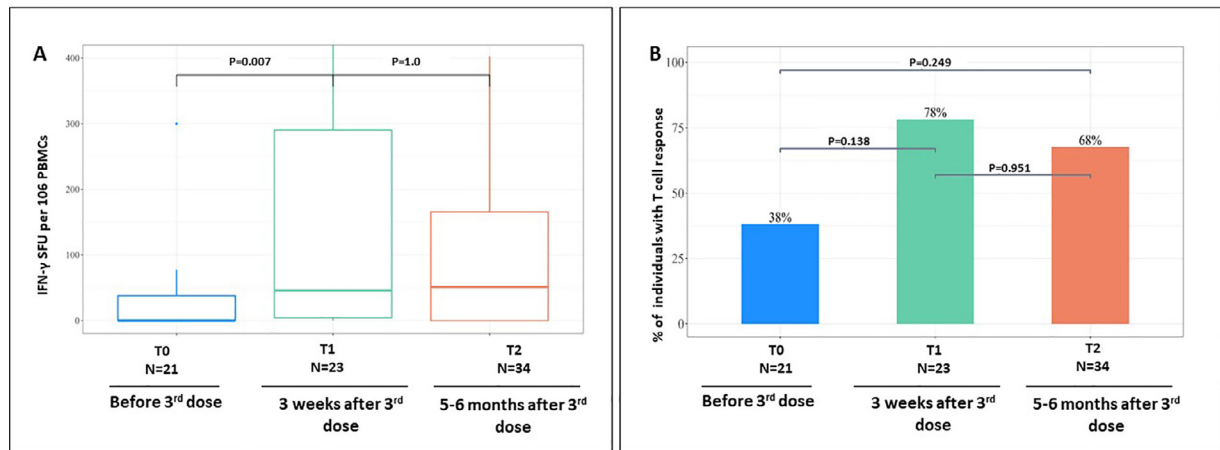 A
P=0.007
P=1.0
400
300
200
100
0
IFN-γ SFU per 106 PBMCs
T0
N=21
Before 3rd dose
T1
N=23
3 weeks after 3rd
dose
T2
N=34
5-6 months after 3rd
dose
B
P=0.249
78%
P=0.138
68%
P=0.951
38%
100
75
50
25
0
% of individuals with T cell response
T0
N=21
Before 3rd dose
T1
N=23
3 weeks after 3rd
dose
T2
N=34
5-6 months after 3rd
dose